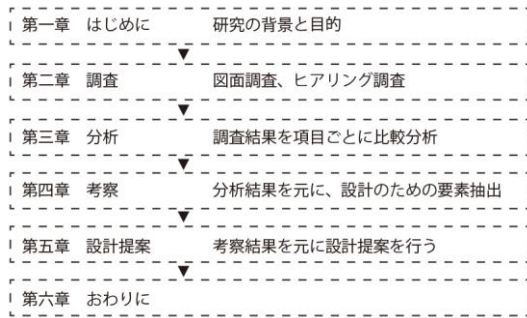 第一章 はじめに 研究の背景と目的
▼
第二章 調査 図面調査、ヒアリング調査
▼
第三章 分析 調査結果を項目ごとに比較分析
▼
第四章 考察 分析結果を元に、設計のための要素抽出
▼
第五章 設計提案 考察結果を元に設計提案を行う
▼
第六章 おわりに